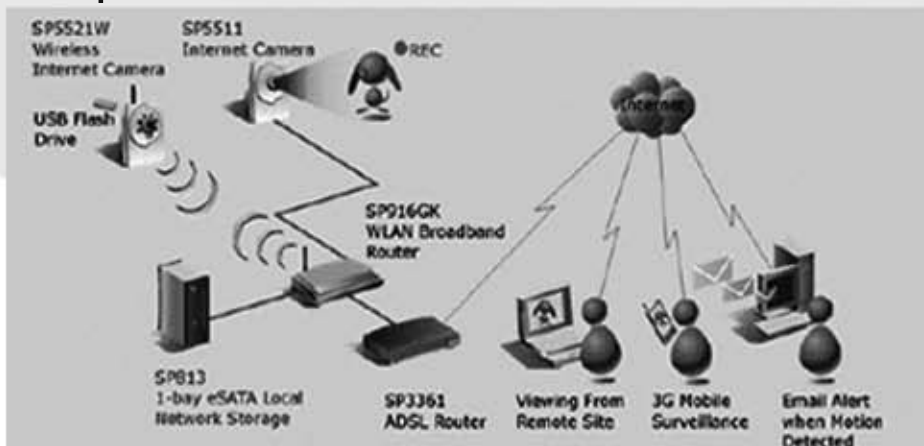 SP5521W
Wireless
Internet Camera
USB Flash
Drive
SP5511
Internet Camera
REC
Internet
SP916GK
WLAN Broadband
Router
SP813
1-bay eSATA Local
Network Storage
SP3361
ADSL Router
Viewing From
Remote Site
3G Mobile
Surveillance
Email Alert
when Motion
Detected